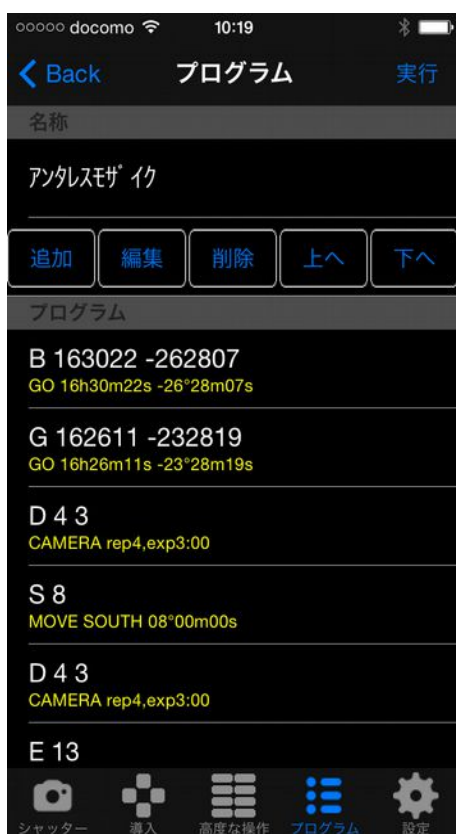 docomo 10:19
Back プログラム 実行
名称
アンタレスモザイク
追加 編集 削除 上へ 下へ
プログラム
B 163022 -262807
GO 16h30m22s -26°28m07s
G 162611 -232819
GO 16h26m11s -23°28m19s
D 4 3
CAMERA rep4,exp3:00
S 8
MOVE SOUTH 08°00m00s
D 4 3
CAMERA rep4,exp3:00
E 13
シャッター 導入 高度な操作 プログラム 設定